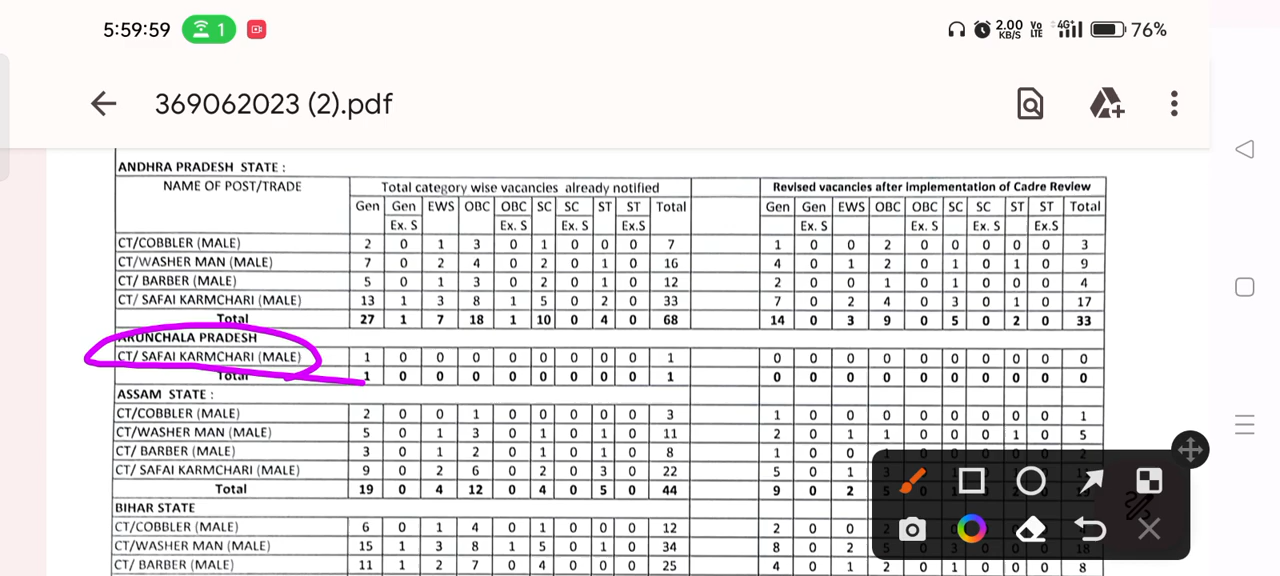 5:59:59 1 2.00 KB/S Vo LTE 4G+ 76%
369062023 (2).pdf
ANDHRA PRADESH STATE :
NAME OF POST/TRADE Total category wise vacancies already notified Revised vacancies after implementation of Cadre Review
Gen Gen EWS OBC OBC SC SC ST ST Total Gen Gen EWS OBC OBC SC SC ST ST Total
Ex. S Ex. S Ex. S Ex.S Ex. S Ex. S Ex. S Ex.S
CT/COBBLER (MALE) 2 0 1 3 0 1 0 0 0 7 1 0 0 2 0 0 0 0 0 3
CT/WASHER MAN (MALE) 7 0 2 4 0 2 0 1 0 16 4 0 1 2 0 1 0 1 0 9
CT/ BARBER (MALE) 5 0 1 3 0 2 0 1 0 12 2 0 0 1 0 1 0 0 0 4
CT/ SAFAI KARMCHARI (MALE) 13 1 3 8 1 5 0 2 0 33 7 0 2 4 0 3 0 1 0 17
Total 27 1 7 18 1 10 0 4 0 68 14 0 3 9 0 5 0 2 0 33
ARUNCHALA PRADESH
CT/ SAFAI KARMCHARI (MALE) 1 0 0 0 0 0 0 0 0 1 0 0 0 0 0 0 0 0 0 0
Total 1 0 0 0 0 0 0 0 0 1 0 0 0 0 0 0 0 0 0 0
ASSAM STATE :
CT/COBBLER (MALE) 2 0 0 1 0 0 0 0 0 3 1 0 0 0 0 0 0 0 0 1
CT/WASHER MAN (MALE) 5 0 1 3 0 1 0 1 0 11 2 0 1 1 0 0 0 1 0 5
CT/ BARBER (MALE) 3 0 1 2 0 1 0 1 0 8 1 0 0
CT/ SAFAI KARMCHARI (MALE) 9 0 2 6 0 2 0 3 0 22 5 0 1
Total 19 0 4 12 0 4 0 5 0 44 9 0 2
BIHAR STATE
CT/COBBLER (MALE) 6 0 1 4 0 1 0 0 0 12 2 0 0
CT/WASHER MAN (MALE) 15 1 3 8 1 5 0 1 0 34 8 0 2 18
CT/ BARBER (MALE) 11 1 2 7 0 4 0 0 0 25 4 0 1 2 0 1 0 0 0 8